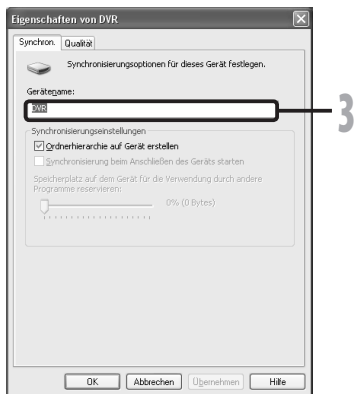 Eigenschaften von DVR
Synchron. Qualität
Synchronisierungsoptionen für dieses Gerät festlegen.
Gerätename:
DVR
3
Synchronisierungseinstellungen
Ordnerhierarchie auf Gerät erstellen
Synchronisierung beim Anschließen des Geräts starten
Speicherplatz auf dem Gerät für die Verwendung durch andere
Programme reservieren:
0% (0 Bytes)
OK Abbrechen Übernehmen Hilfe